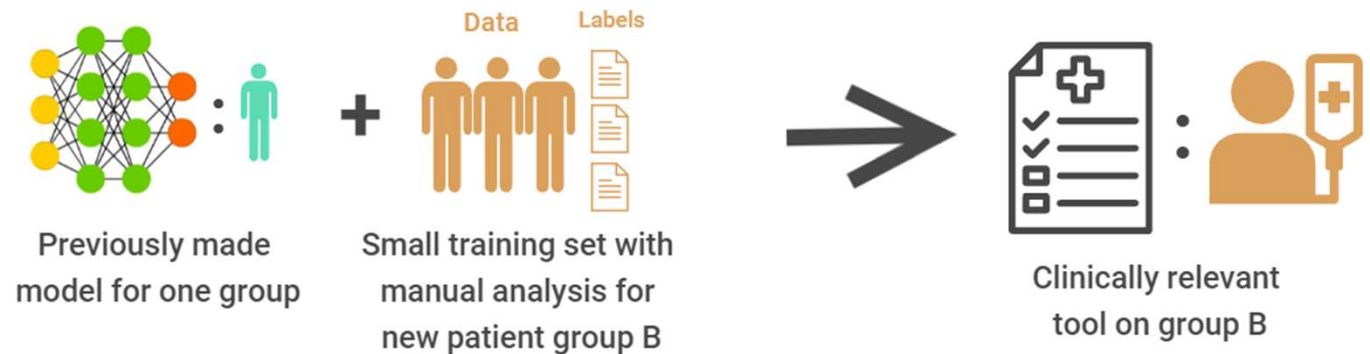 Data
Labels
Previously made
model for one group
Small training set with
manual analysis for
new patient group B
Clinically relevant
tool on group B